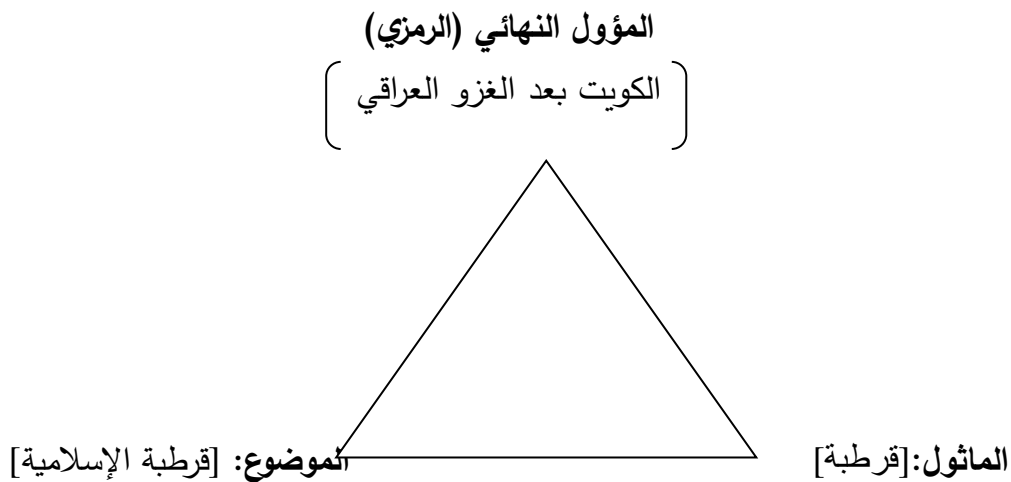 المؤول النهائي (الرمزي)
الكويت بعد الغزو العراقي
الماثول:[قرطبة]
الموضوع: [قرطبة الإسلامية]